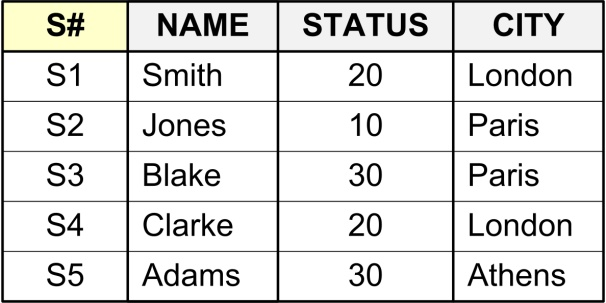 S# NAME STATUS CITY
S1 Smith 20 London
S2 Jones 10 Paris
S3 Blake 30 Paris
S4 Clarke 20 London
S5 Adams 30 Athens